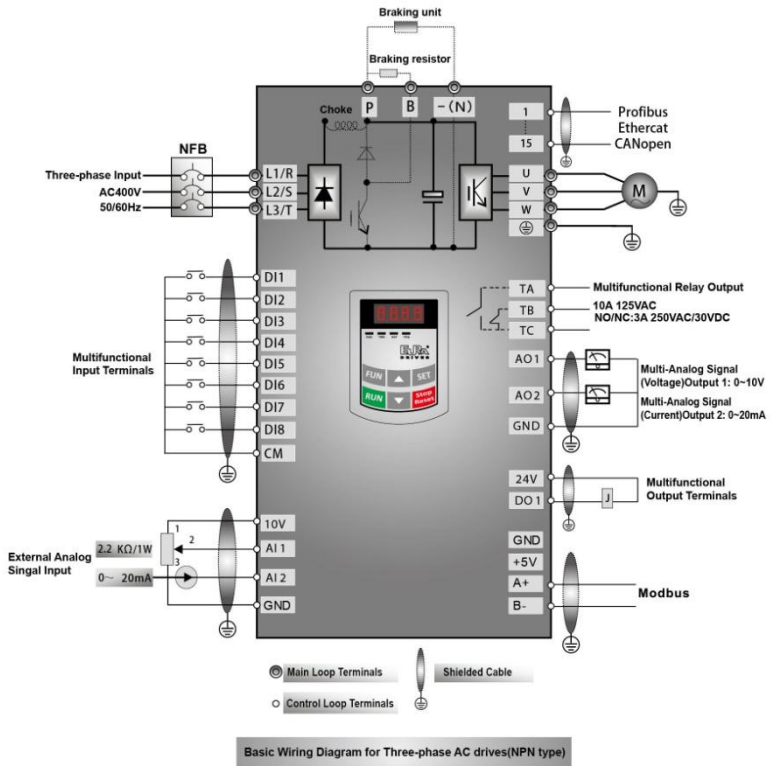 Braking unit
Braking resistor
P B -(N)
Choke
1
15
Profibus
Ethercat
CANopen
NFB
Three-phase Input
AC400V
50/60Hz
L1/R
L2/S
L3/T
U
V
W
M
DI1
DI2
DI3
DI4
DI5
DI6
DI7
DI8
CM
Multifunctional
Input Terminals
TA
TB
TC
Multifunctional Relay Output
10A 125VAC
NO/NC:3A 250VAC/30VDC
8.8.8.8.
DRIVER
FUN SET
RUN Stop
Reset
AO1
AO2
GND
Multi-Analog Signal
(Voltage)Output 1: 0~10V
Multi-Analog Signal
(Current)Output 2: 0~20mA
24V
DO1
J
Multifunctional
Output Terminals
10V
AI1
AI2
GND
1
2
3
2.2 KΩ/1W
0~ 20mA
External Analog
Singal Input
GND
+5V
A+
B-
Modbus
Main Loop Terminals
Shielded Cable
Control Loop Terminals
Basic Wiring Diagram for Three-phase AC drives(NPN type)